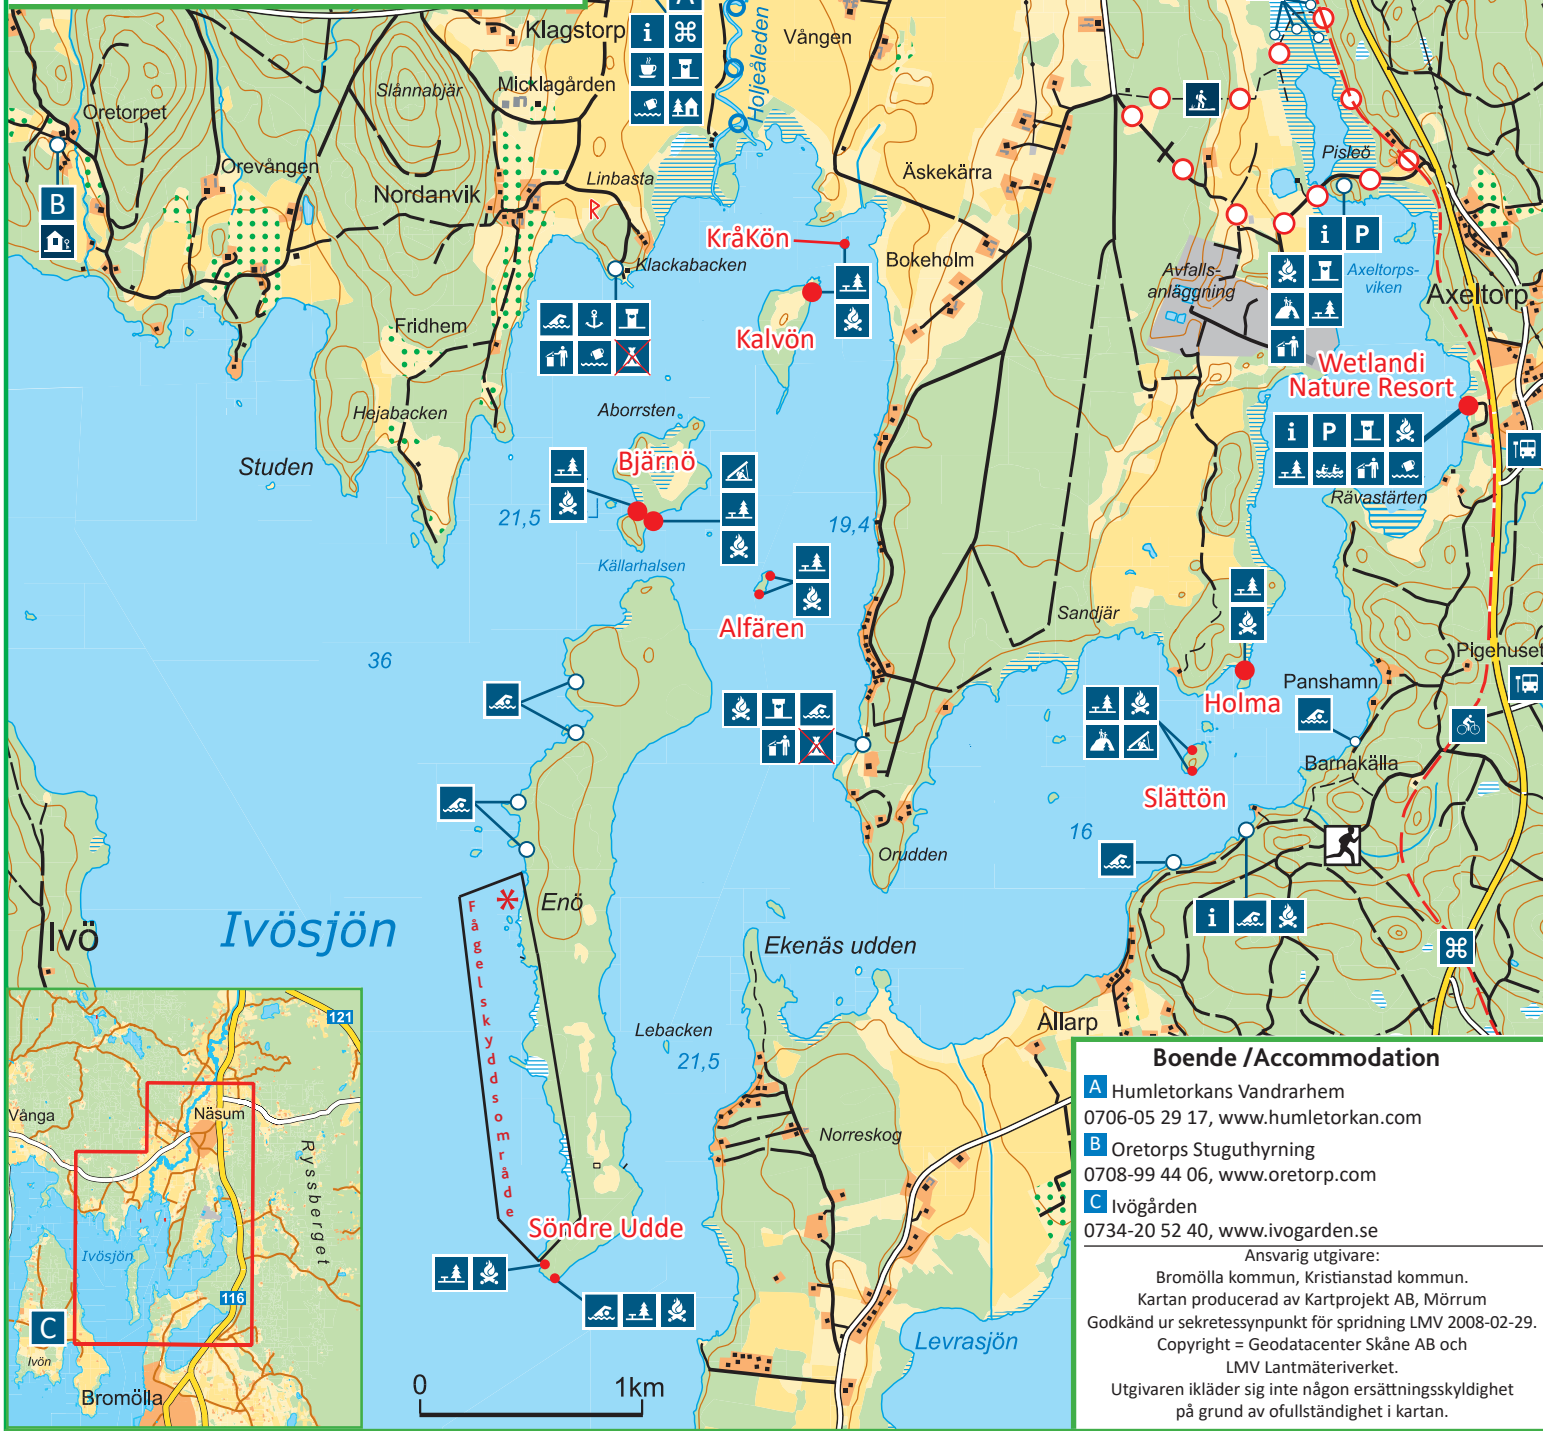 A
Klagstorp
Vången
Holjeåleden
Slånnabjär
Micklagården
Oretorpet
Orevången
Nordanvik
Linbasta
R
B
Äskekärra
Pisleö
KråKön
Bokeholm
Klackabacken
i P
Avfalls-
anläggning
Axeltorps-
viken
Axeltorp
Fridhem
Kalvön
Wetlandi
Nature Resort
Hejabacken
Aborrsten
i P
Studen
Bjärnö
Rävastärten
21,5
19,4
Källarhalsen
Alfären
Sandjär
36
Pigehuset
Panshamn
Holma
Barnakälla
Slättön
16
Orudden
Enö
Fågelskyddsområde
*
i
Ivö
Ivösjön
Ekenäs udden
Lebacken
21,5
Allarp
Norreskog
Söndre Udde
Levrasjön
0 1km
121
Vånga
Näsum
Ryssberget
Ivösjön
116
C
Ivön
Bromölla
Boende /Accommodation
A Humletorkans Vandrarhem
0706-05 29 17, www.humletorkan.com
B Oretorps Stuguthyrning
0708-99 44 06, www.oretorp.com
C Ivögården
0734-20 52 40, www.ivogarden.se
Ansvarig utgivare:
Bromölla kommun, Kristianstad kommun.
Kartan producerad av Kartprojekt AB, Mörrum
Godkänd ur sekretessynpunkt för spridning LMV 2008-02-29.
Copyright = Geodatacenter Skåne AB och
LMV Lantmäteriverket.
Utgivaren ikläder sig inte någon ersättningsskyldighet
på grund av ofullständighet i kartan.